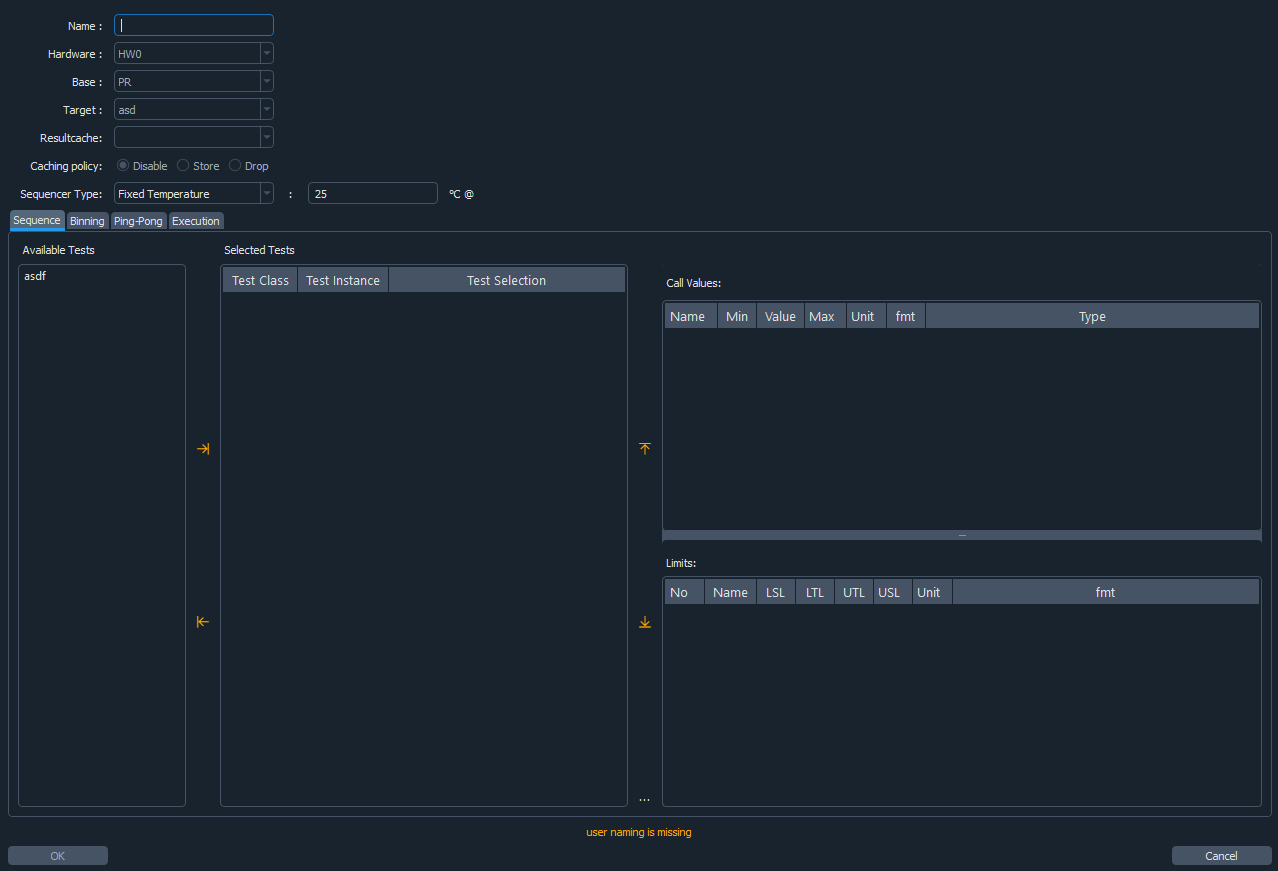 Name :
Hardware : HW0
Base : PR
Target : asd
Resultcache:
Caching policy: Disable Store Drop
Sequencer Type: Fixed Temperature : 25 °C @
Sequence Binning Ping-Pong Execution
Available Tests
asdf
Selected Tests
Test Class Test Instance Test Selection
Call Values:
Name Min Value Max Unit fmt Type
Limits:
No Name LSL LTL UTL USL Unit fmt
...
user naming is missing
OK Cancel